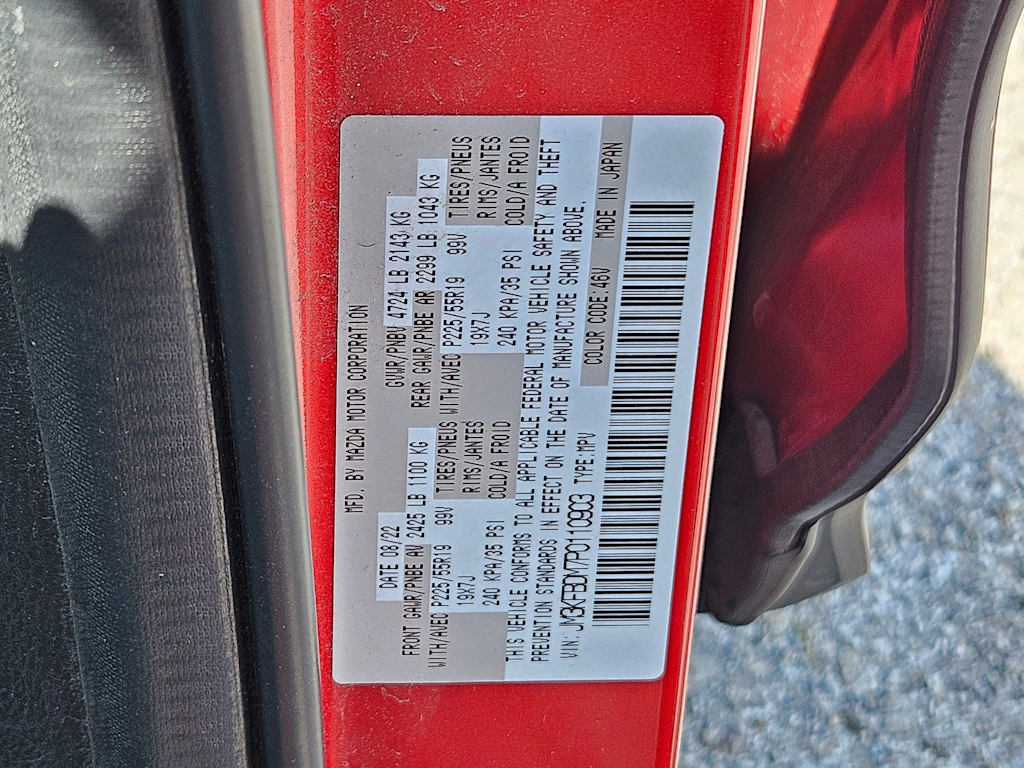 MFD. BY MAZDA MOTOR CORPORATION
DATE 08/22 GVWR/PNBV 4724 LB 2143 KG
FRONT GAWR/PNBE AV 2425 LB 1100 KG REAR GAWR/PNBE AR 2299 LB 1043 KG
WITH/AVEC P225/55R19 99V TIRES/PNEUS WITH/AVEC P225/55R19 99V TIRES/PNEUS
19X7J RIMS/JANTES 19X7J RIMS/JANTES
240 KPA/35 PSI COLD/A FROID 240 KPA/35 PSI COLD/A FROID
THIS VEHICLE CONFORMS TO ALL APPLICABLE FEDERAL MOTOR VEHICLE SAFETY AND THEFT
PREVENTION STANDARDS IN EFFECT ON THE DATE OF MANUFACTURE SHOWN ABOVE.
VIN: JM3KFBDM7P0110903 TYPE:MPV COLOR CODE:46V MADE IN JAPAN